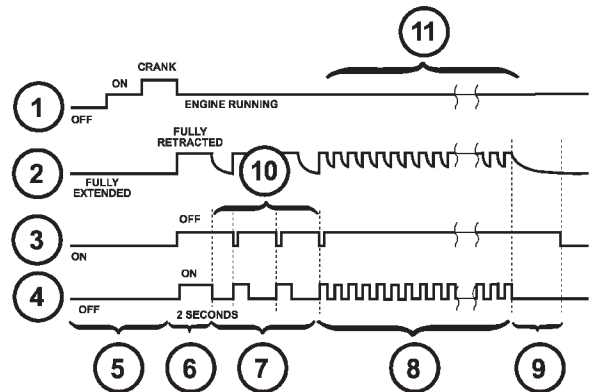 11
CRANK
ON
1
ENGINE RUNNING
OFF
FULLY
RETRACTED
2
FULLY
EXTENDED
10
OFF
3
ON
ON
4
OFF
2 SECONDS
5
6
7
8
9